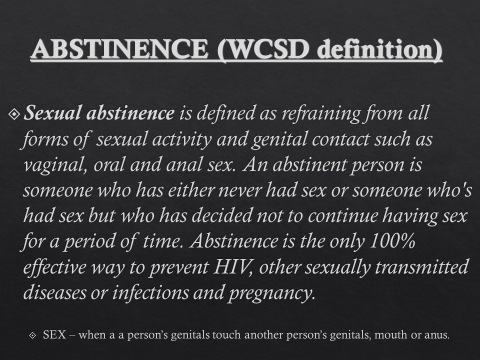 ABSTINENCE (WCSD definition)
Sexual abstinence is defined as refraining from all
forms of sexual activity and genital contact such as
vaginal, oral and anal sex. An abstinent person is
someone who has either never had sex or someone who's
had sex but who has decided not to continue having sex
for a period of time. Abstinence is the only 100%
effective way to prevent HIV, other sexually transmitted
diseases or infections and pregnancy.
SEX – when a a person's genitals touch another person's genitals, mouth or anus.